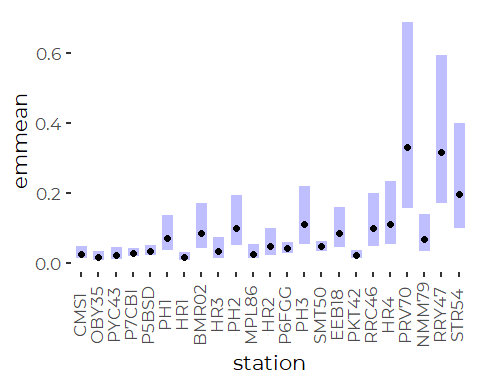 emmean
0.6
0.4
0.2
0.0
CMS1
OBY35
PYC43
P7CBI
P5BSD
PH1
HR1
BMR02
HR3
PH2
MPL86
HR2
P6FGG
PH3
SMT50
EEB18
PKT42
RRC46
HR4
PRV70
NMM79
RRY47
STR54
station